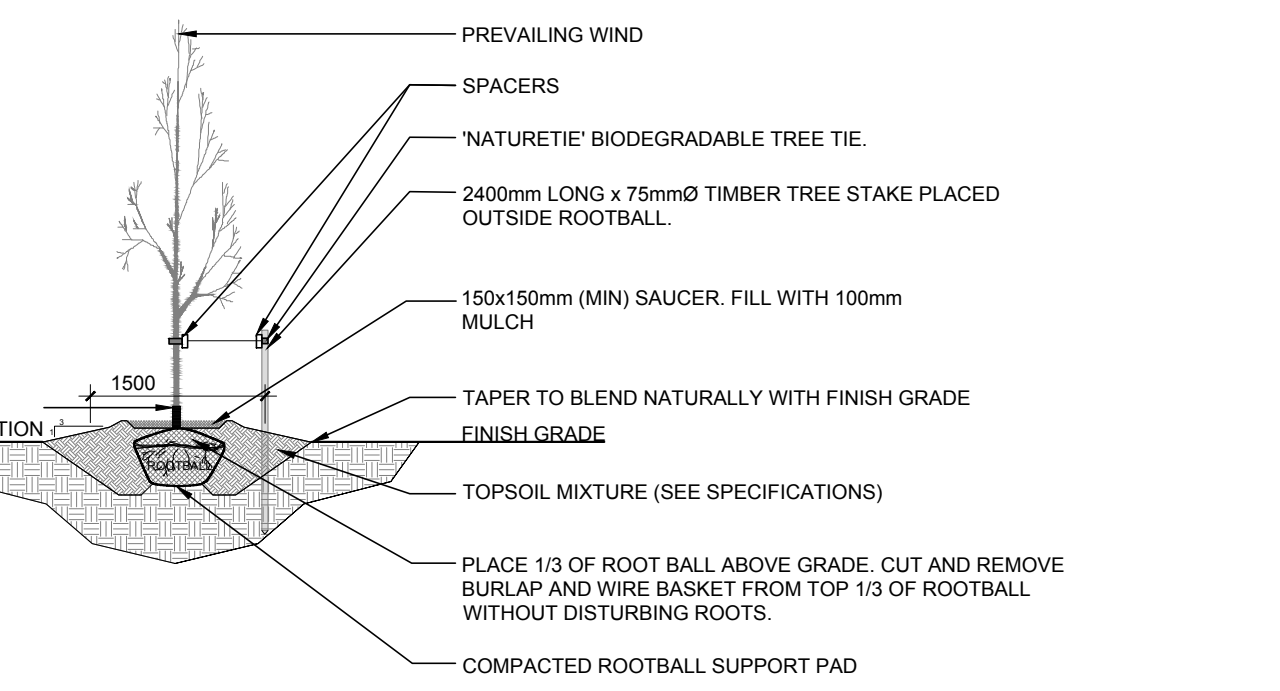 PREVAILING WIND
SPACERS
'NATURETIE' BIODEGRADABLE TREE TIE.
2400mm LONG x 75mmØ TIMBER TREE STAKE PLACED
OUTSIDE ROOTBALL.
150x150mm (MIN) SAUCER. FILL WITH 100mm
MULCH
1500
TAPER TO BLEND NATURALLY WITH FINISH GRADE
TION
3
1
FINISH GRADE
ROOTBALL
TOPSOIL MIXTURE (SEE SPECIFICATIONS)
PLACE 1/3 OF ROOT BALL ABOVE GRADE. CUT AND REMOVE
BURLAP AND WIRE BASKET FROM TOP 1/3 OF ROOTBALL
WITHOUT DISTURBING ROOTS.
COMPACTED ROOTBALL SUPPORT PAD